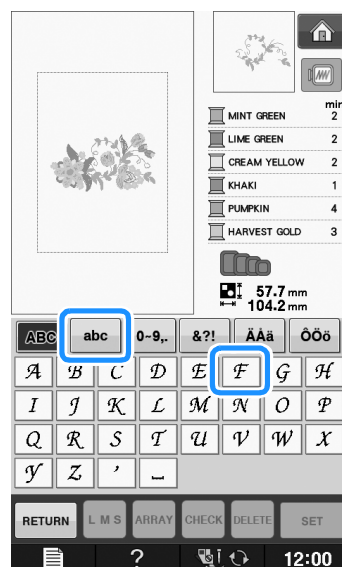 min
MINT GREEN 2
LIME GREEN 2
CREAM YELLOW 2
KHAKI 1
PUMPKIN 4
HARVEST GOLD 3
57.7 mm
104.2 mm
ABC abc 0~9,. &?! ÄÅä ÔÖö
A B C D E F G H
I J K L M N O P
Q R S T U V W X
Y Z ’ ␣
RETURN L M S ARRAY CHECK DELETE SET
? 12:00